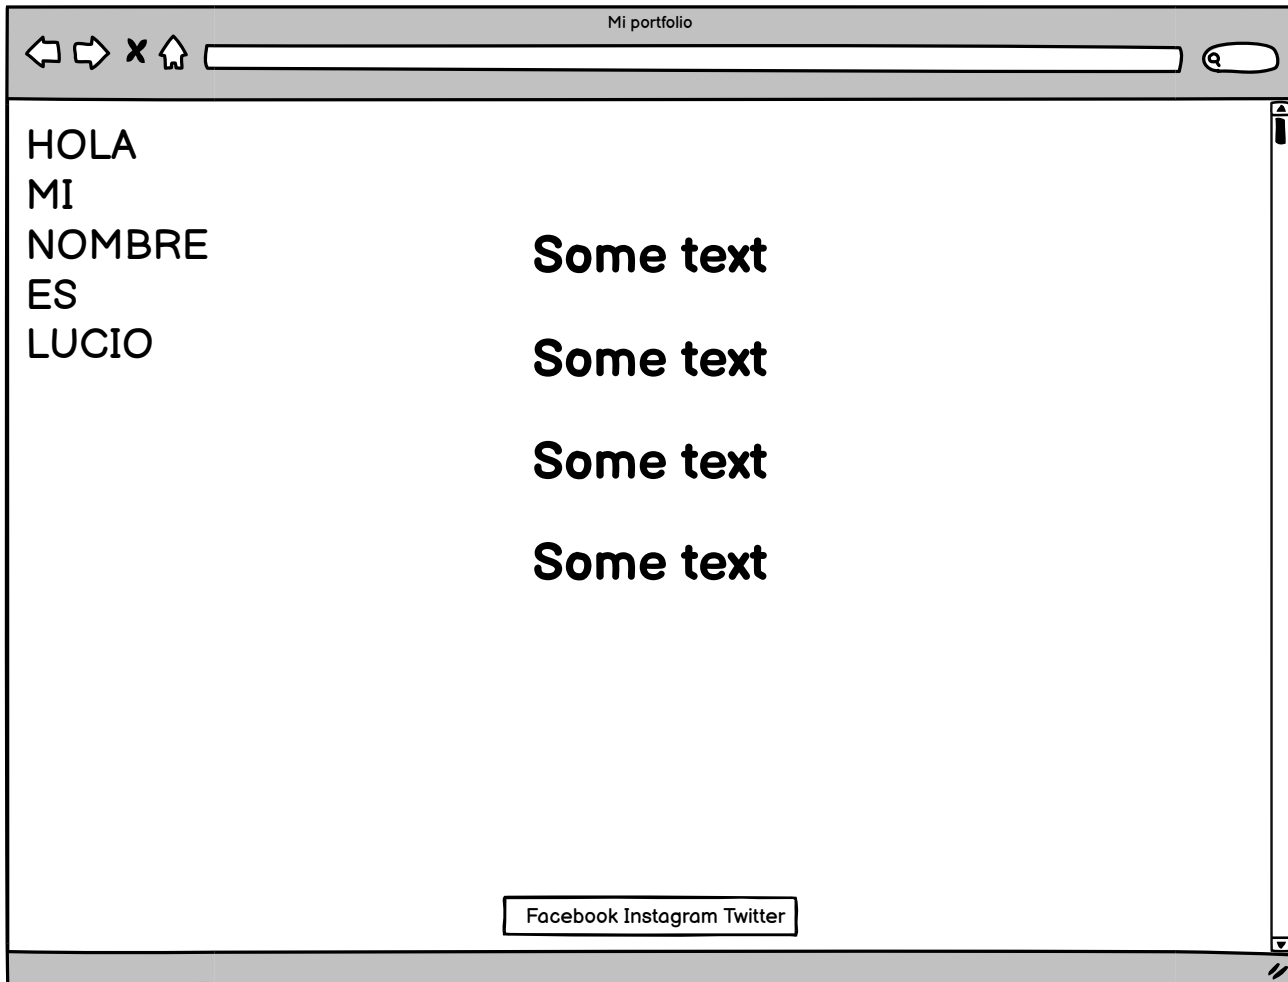 Mi portfolio
HOLA
MI
NOMBRE
ES
LUCIO
Some text
Some text
Some text
Some text
Facebook Instagram Twitter